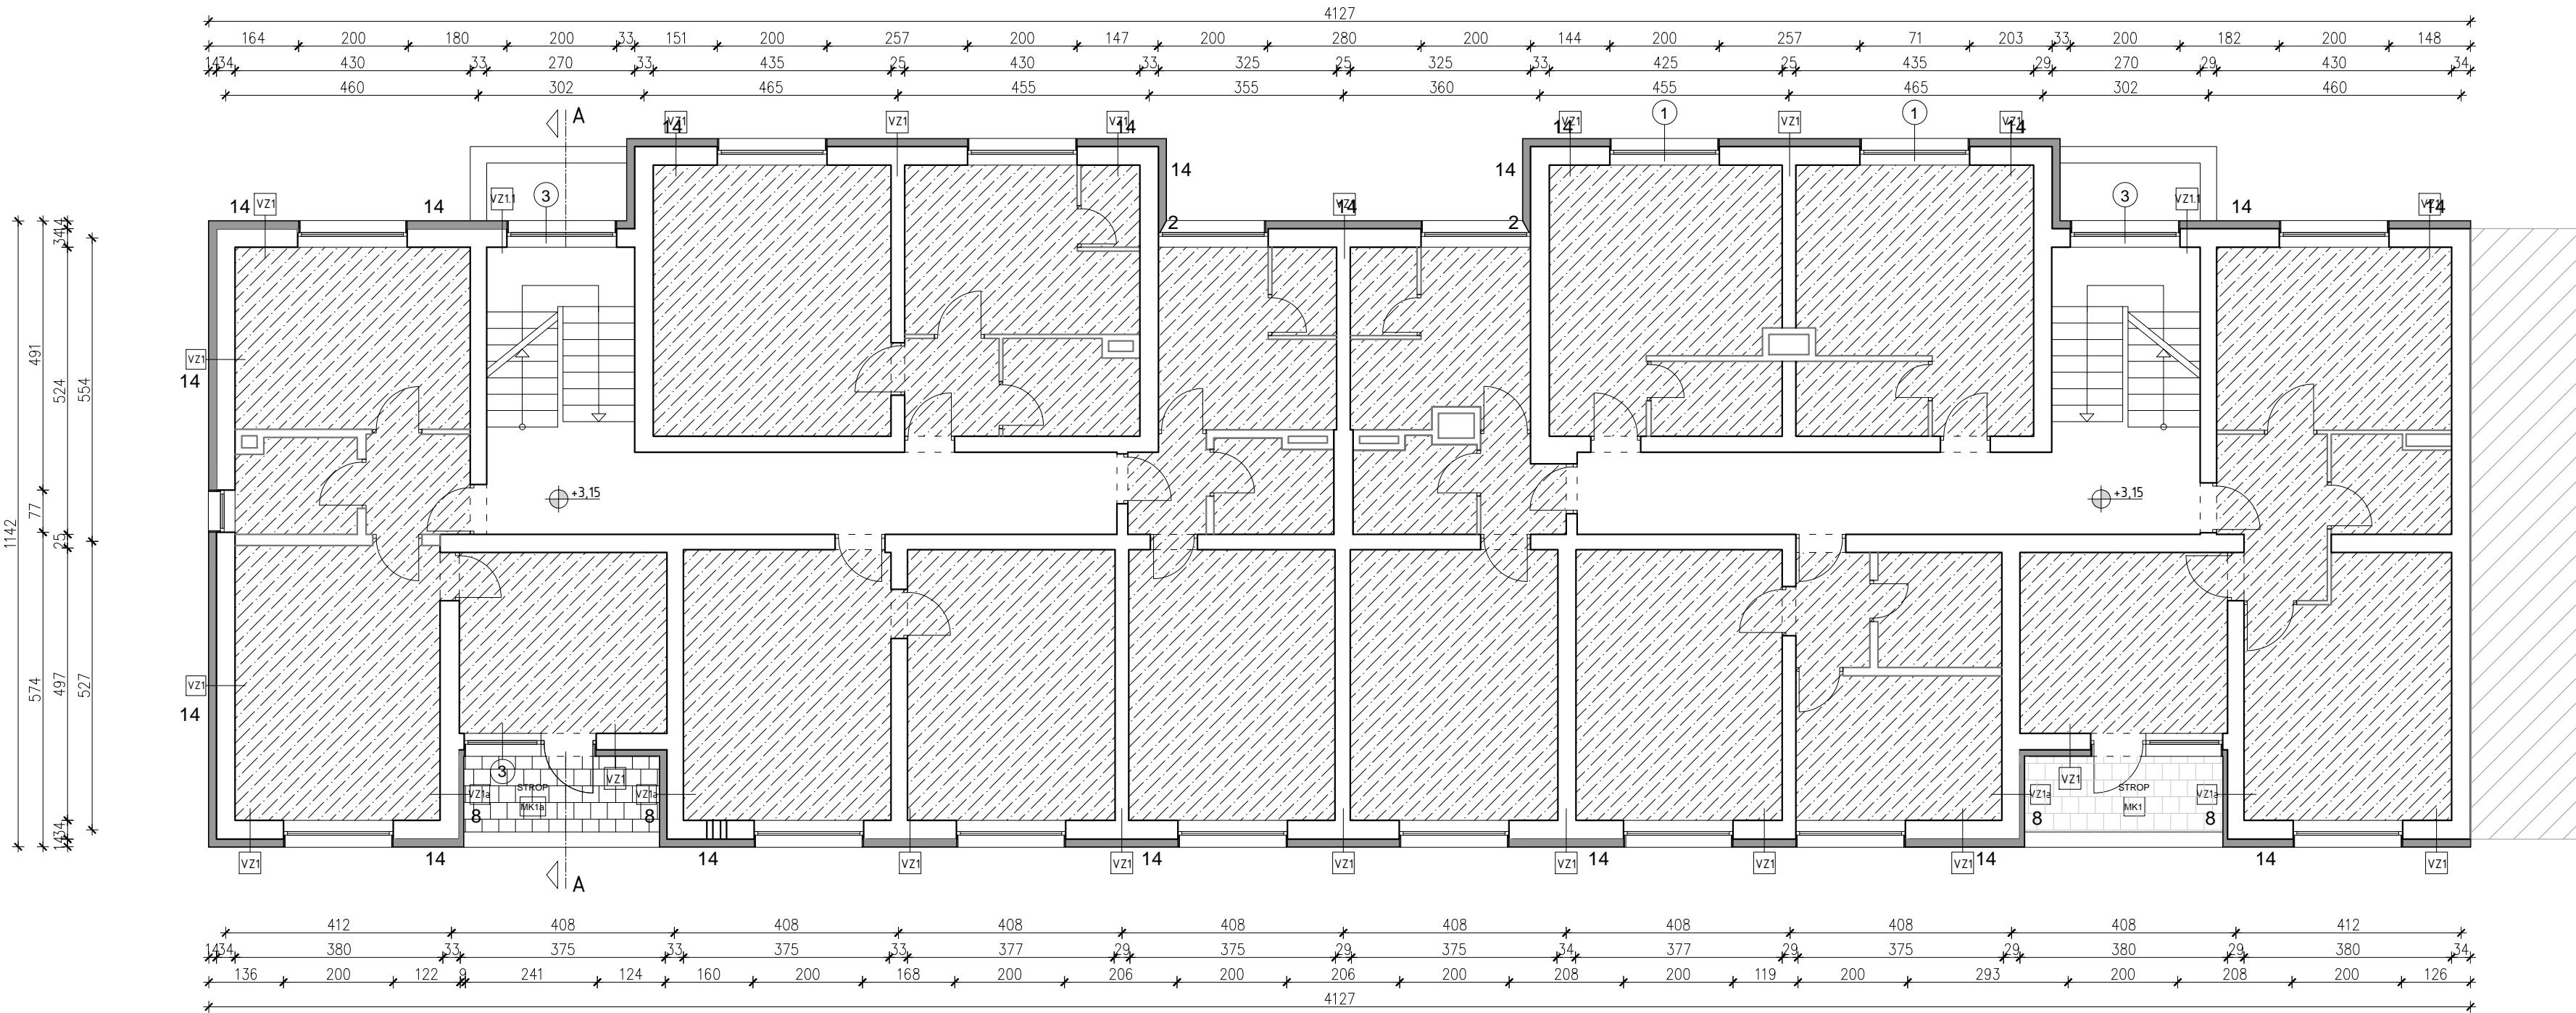 4127
164 200 180 200 33 151 200 257 200 147 200 280 200 144 200 257 71 203 33 200 182 200 148
14 34 430 33 270 33 435 25 430 33 325 25 325 33 425 25 435 29 270 29 430 34
460 302 465 455 355 360 455 465 302 460
A
VZ1 14 VZ1 VZ1 14 VZ1 14 1 VZ1 1 VZ1 14
14 14
14 VZ1 14 VZ1.1 3 2 VZ1 14 2 3 VZ1.1 14 VZ1 14
14
34
491
524
554
VZ1
14
1142
77
25
+3,15 +3,15
574
497
527
VZ1
14
3 VZ1 VZ1
STROP STROP
VZ1a MK1a VZ1a VZ1a MK1 VZ1a
8 8 8 8
34
14
VZ1 14 14 VZ1 VZ1 14 VZ1 VZ1 14 VZ1 VZ1 14 14 VZ1
A
412 408 408 408 408 408 408 408 408 412
14 34 380 33 375 33 375 33 377 29 375 29 375 34 377 29 375 29 380 29 380 34
136 200 122 9 241 124 160 200 168 200 206 200 206 200 208 200 119 200 293 200 208 200 126
4127